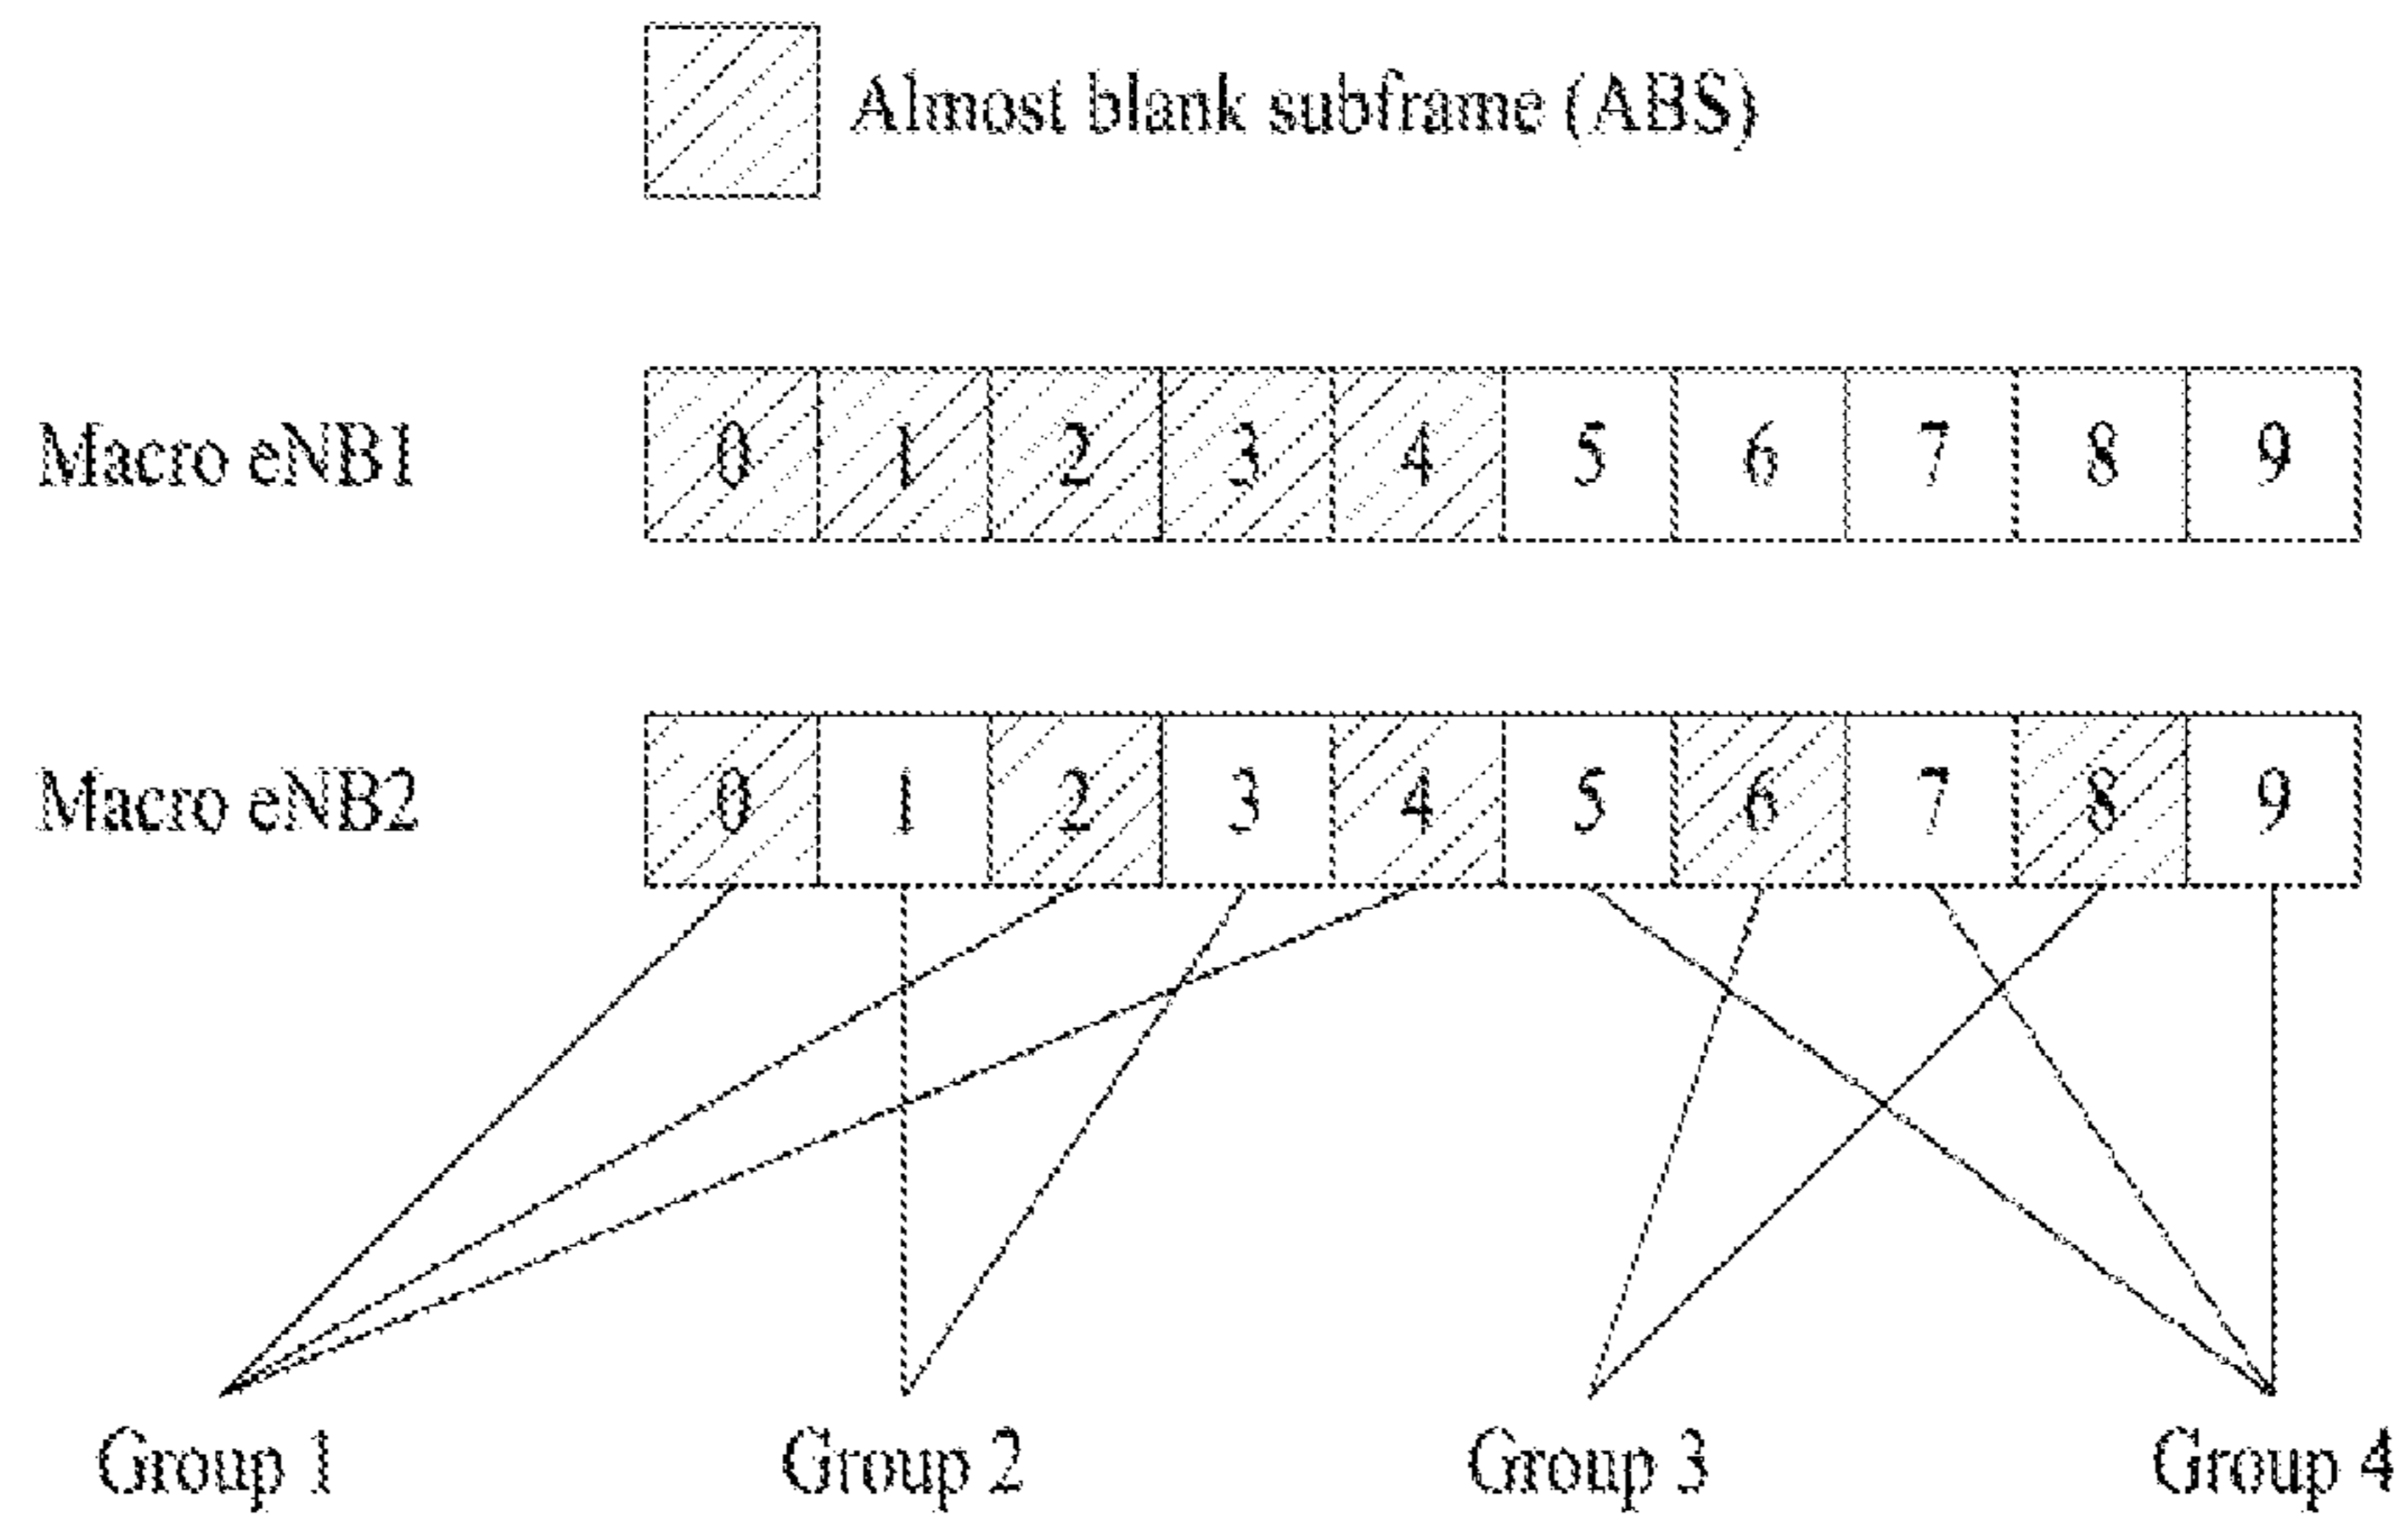 Almost blank subframe (ABS)
Macro eNB1 0 1 2 3 4 5 6 7 8 9
Macro eNB2 0 1 2 3 4 5 6 7 8 9
Group 1 Group 2 Group 3 Group 4